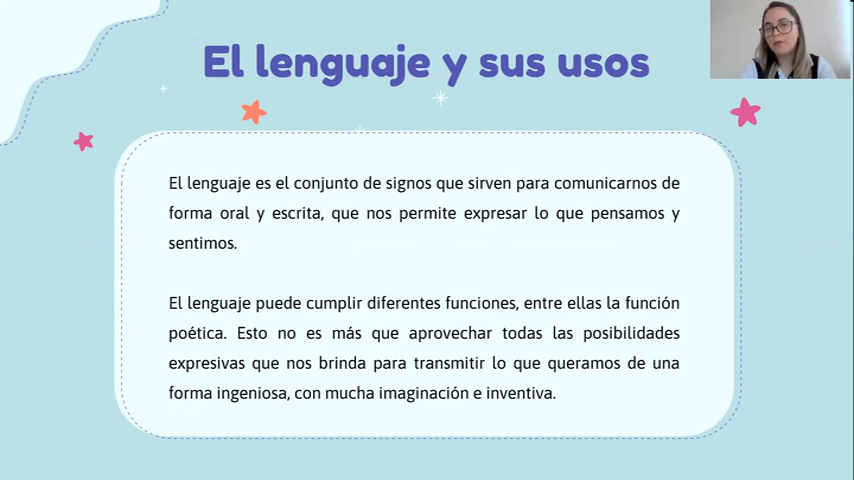 El lenguaje y sus usos
El lenguaje es el conjunto de signos que sirven para comunicarnos de
forma oral y escrita, que nos permite expresar lo que pensamos y
sentimos.
El lenguaje puede cumplir diferentes funciones, entre ellas la función
poética. Esto no es más que aprovechar todas las posibilidades
expresivas que nos brinda para transmitir lo que queramos de una
forma ingeniosa, con mucha imaginación e inventiva.